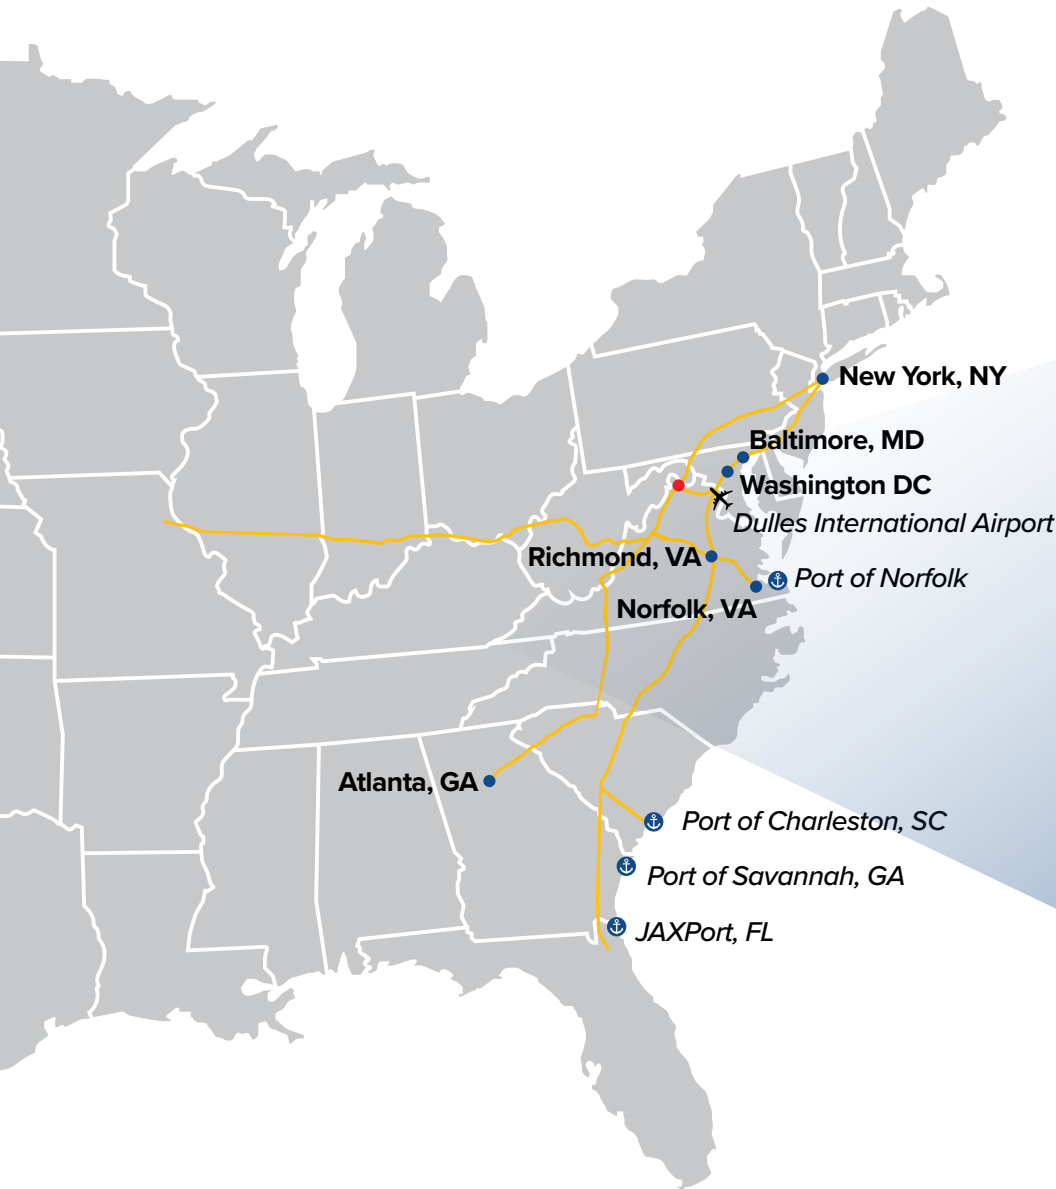 New York, NY
Baltimore, MD
Washington DC
Dulles International Airport
Richmond, VA
Port of Norfolk
Norfolk, VA
Atlanta, GA
Port of Charleston, SC
Port of Savannah, GA
JAXPort, FL